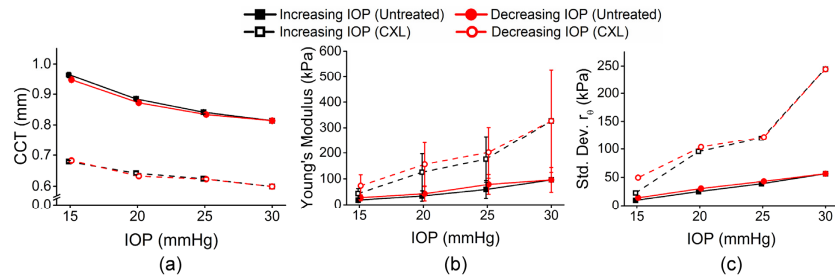 Increasing IOP (Untreated) Decreasing IOP (Untreated)
Increasing IOP (CXL) Decreasing IOP (CXL)
CCT (mm)
1.0
0.9
0.8
0.7
0.6
0.0
15 20 25 30
IOP (mmHg)
(a)
Young's Modulus (kPa)
600
500
400
300
200
100
0
15 20 25 30
IOP (mmHg)
(b)
Std. Dev. rθ (kPa)
250
200
150
100
50
0
15 20 25 30
IOP (mmHg)
(c)